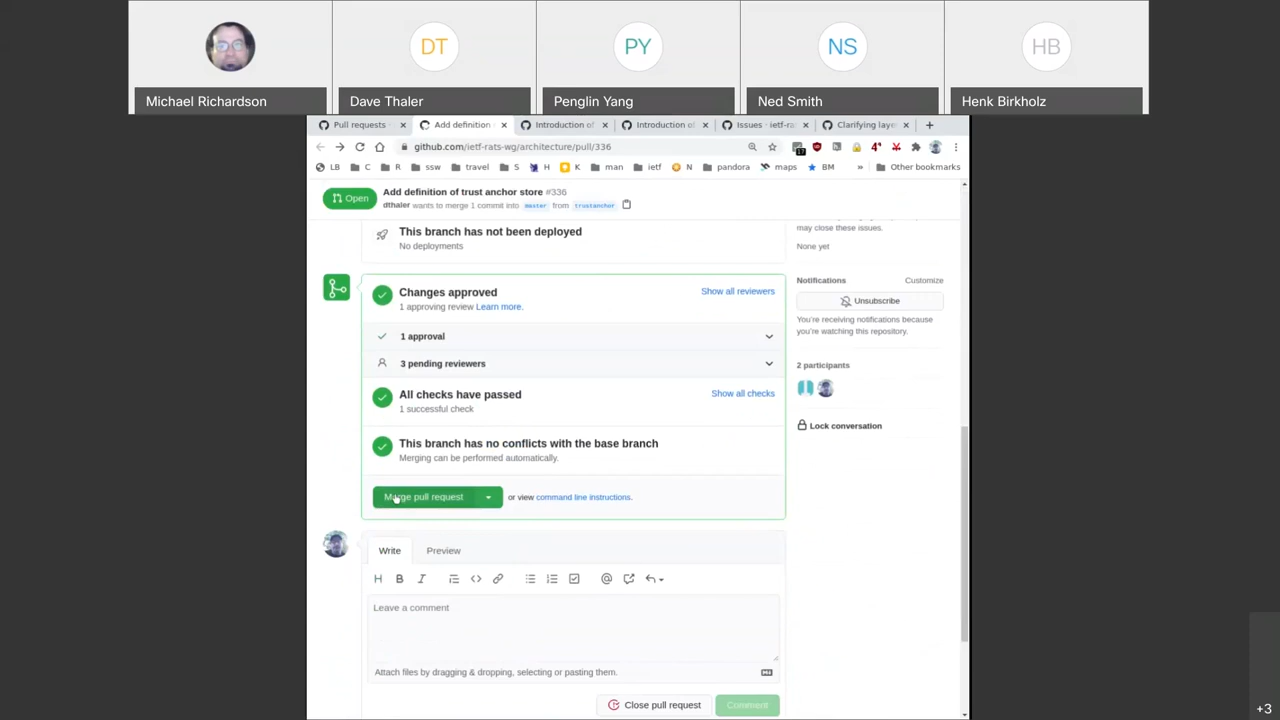 DT
PY
NS
HB
Michael Richardson
Dave Thaler
Penglin Yang
Ned Smith
Henk Birkholz
Pull requests
Add definition
Introduction of
Introduction of
Issues · ietf-ra
Clarifying laye
github.com/ietf-rats-wg/architecture/pull/336
17
LB
C
R
ssw
travel
S
H
K
man
ietf
N
pandora
maps
BM
»
Other bookmarks
Open
Add definition of trust anchor store #336
dthaler wants to merge 1 commit into master from trustanchor
may close these issues.
None yet
This branch has not been deployed
No deployments
Changes approved
Show all reviewers
1 approving review Learn more.
1 approval
3 pending reviewers
All checks have passed
Show all checks
1 successful check
This branch has no conflicts with the base branch
Merging can be performed automatically.
Merge pull request
or view command line instructions.
Notifications
Customize
Unsubscribe
You're receiving notifications because
you're watching this repository.
2 participants
Lock conversation
Write
Preview
H B I
Leave a comment
Attach files by dragging & dropping, selecting or pasting them.
Close pull request
Comment
+3